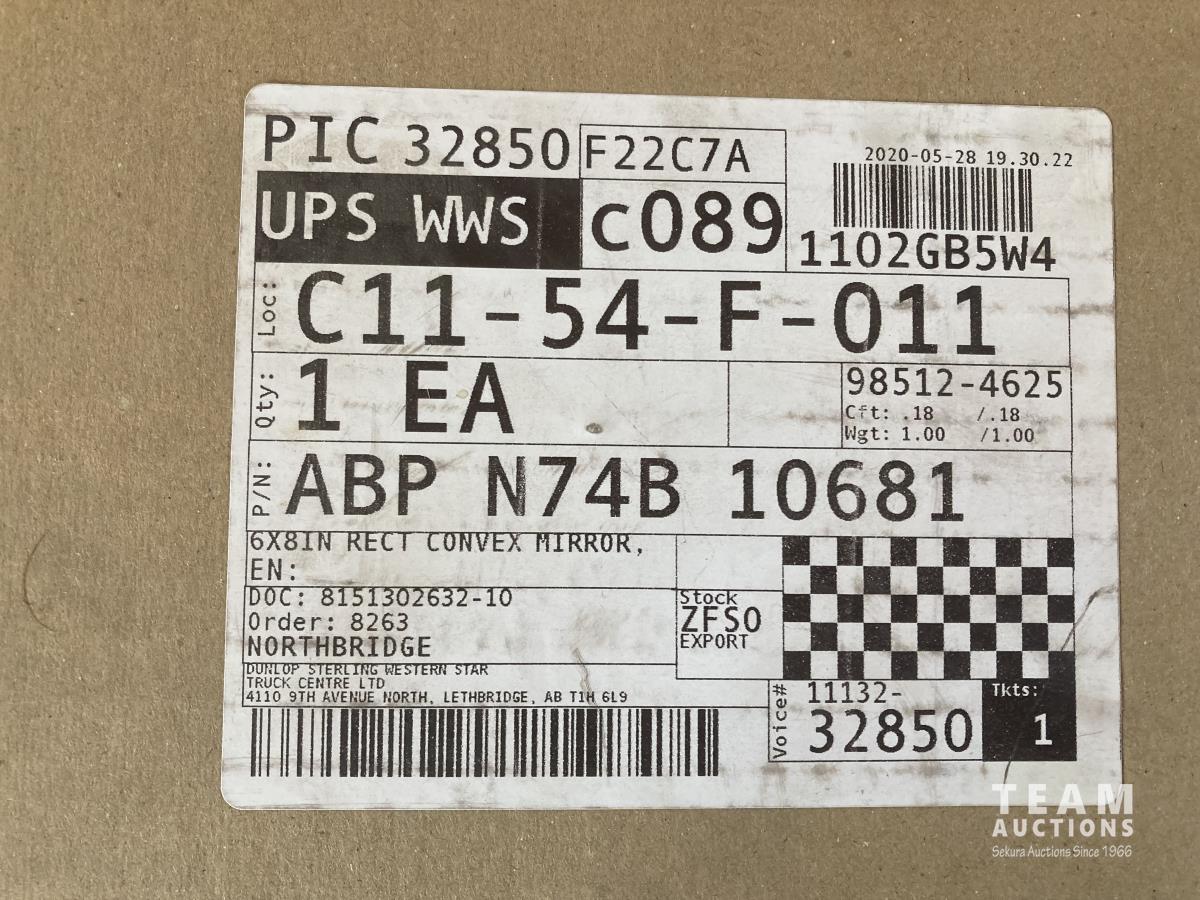 PIC 32850 F22C7A
2020-05-28 19.30.22
UPS WWS c089
1102GB5W4
Loc: C11-54-F-011
Qty: 1 EA
98512-4625
Cft: .18 /.18
Wgt: 1.00 /1.00
P/N: ABP N74B 10681
6X8IN RECT CONVEX MIRROR,
EN:
DOC: 8151302632-10
Order: 8263
NORTHBRIDGE
Stock
ZFSO
EXPORT
DUNLOP STERLING WESTERN STAR
TRUCK CENTRE LTD
4110 9TH AVENUE NORTH, LETHBRIDGE, AB T1H 6L9
Voice# 11132-
32850
Tkts:
1
TEAM
AUCTIONS
Sekura Auctions Since 1966